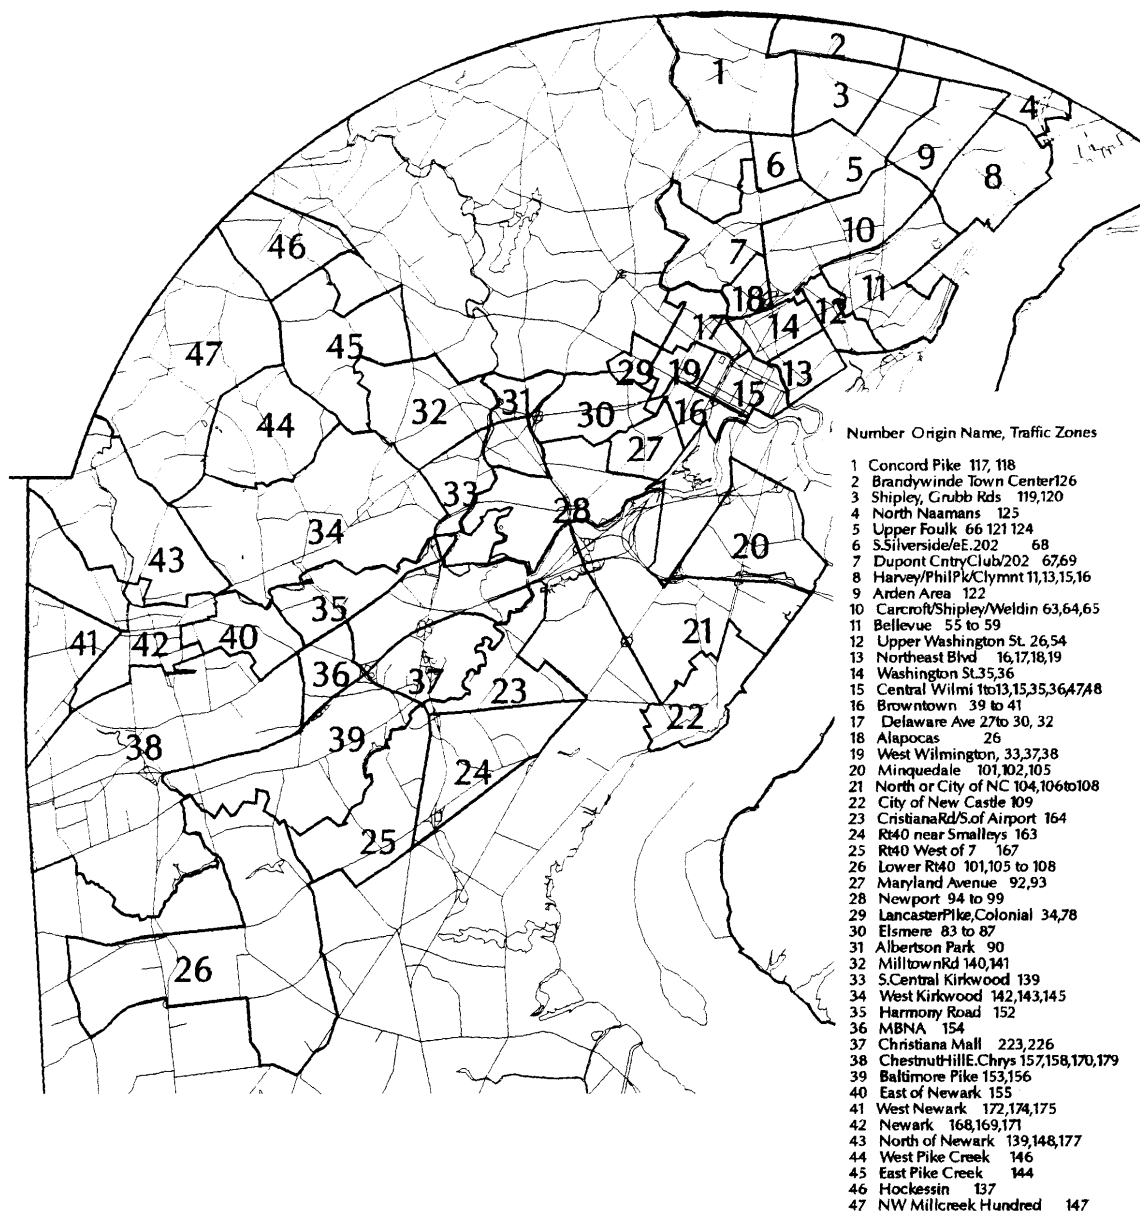 1
2
3
4
5
6
7
8
9
10
11
12
13
14
15
16
17
18
19
20
21
22
23
24
25
26
27
28
29
30
31
32
33
34
35
36
37
38
39
40
41
42
43
44
45
46
47
Number Origin Name, Traffic Zones
1 Concord Pike 117, 118
2 Brandywinde Town Center126
3 Shipley, Grubb Rds 119,120
4 North Naamans 125
5 Upper Foulk 66 121 124
6 S.Silverside/eE.202 68
7 Dupont CntryClub/202 67,69
8 Harvey/PhilPk/Clymnt 11,13,15,16
9 Arden Area 122
10 Carcroft/Shipley/Weldin 63,64,65
11 Bellevue 55 to 59
12 Upper Washington St. 26,54
13 Northeast Blvd 16,17,18,19
14 Washington St.35,36
15 Central Wilmi 1to13,15,35,36,47,48
16 Browntown 39 to 41
17 Delaware Ave 27to 30, 32
18 Alapocas 26
19 West Wilmington, 33,37,38
20 Minquedale 101,102,105
21 North or City of NC 104,106to108
22 City of New Castle 109
23 CristianaRd/S.of Airport 164
24 Rt40 near Smalleys 163
25 Rt40 West of 7 167
26 Lower Rt40 101,105 to 108
27 Maryland Avenue 92,93
28 Newport 94 to 99
29 LancasterPike,Colonial 34,78
30 Elsmere 83 to 87
31 Albertson Park 90
32 MilltownRd 140,141
33 S.Central Kirkwood 139
34 West Kirkwood 142,143,145
35 Harmony Road 152
36 MBNA 154
37 Christiana Mall 223,226
38 ChestnutHillE.Chrys 157,158,170,179
39 Baltimore Pike 153,156
40 East of Newark 155
41 West Newark 172,174,175
42 Newark 168,169,171
43 North of Newark 139,148,177
44 West Pike Creek 146
45 East Pike Creek 144
46 Hockessin 137
47 NW Millcreek Hundred 147